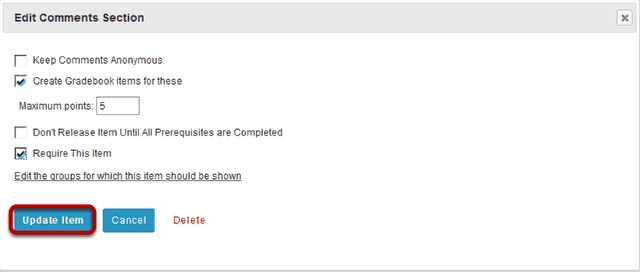 Edit Comments Section
Keep Comments Anonymous
Create Gradebook items for these
Maximum points: 5
Don't Release Item Until All Prerequisites are Completed
Require This Item
Edit the groups for which this item should be shown
Update Item Cancel Delete